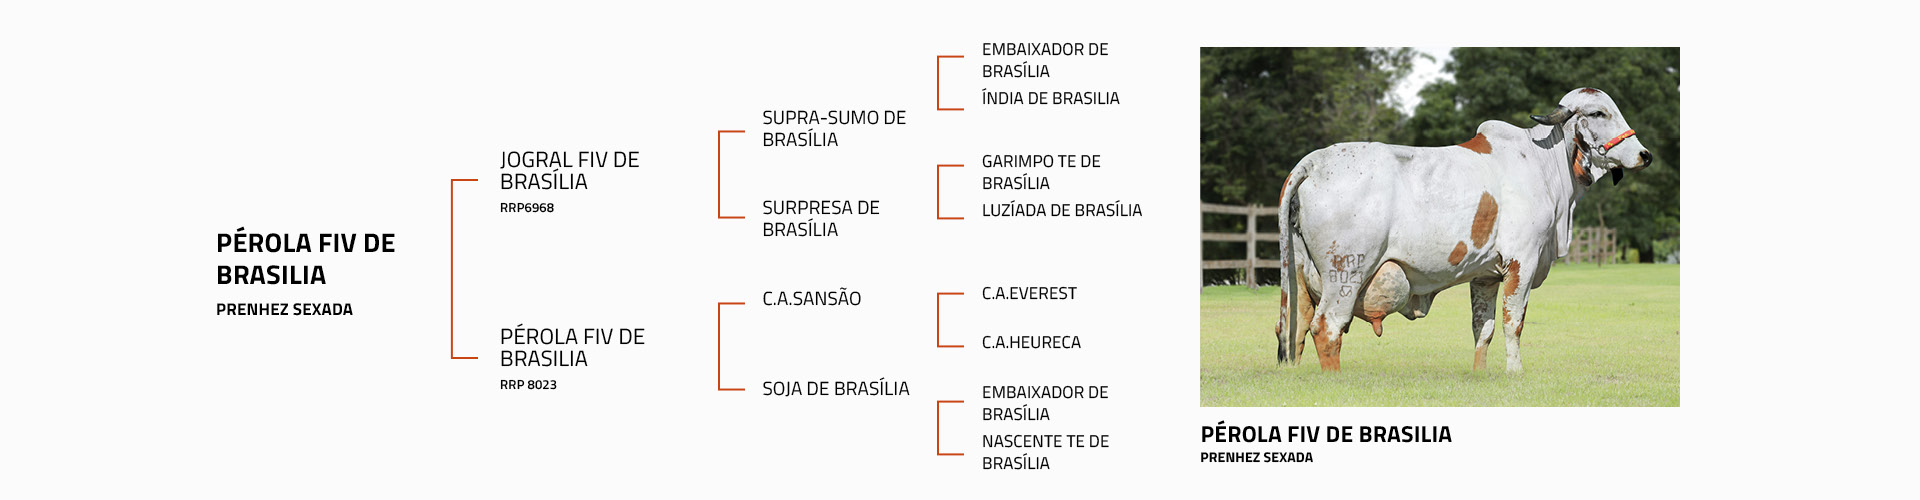 PÉROLA FIV DE
BRASILIA
PRENHEZ SEXADA
JOGRAL FIV DE
BRASÍLIA
RRP6968
PÉROLA FIV DE
BRASILIA
RRP 8023
SUPRA-SUMO DE
BRASÍLIA
SURPRESA DE
BRASÍLIA
C.A.SANSÃO
SOJA DE BRASÍLIA
EMBAIXADOR DE
BRASÍLIA
ÍNDIA DE BRASILIA
GARIMPO TE DE
BRASÍLIA
LUZÍADA DE BRASÍLIA
C.A.EVEREST
C.A.HEURECA
EMBAIXADOR DE
BRASÍLIA
NASCENTE TE DE
BRASÍLIA
RRP
8023
PÉROLA FIV DE BRASILIA
PRENHEZ SEXADA